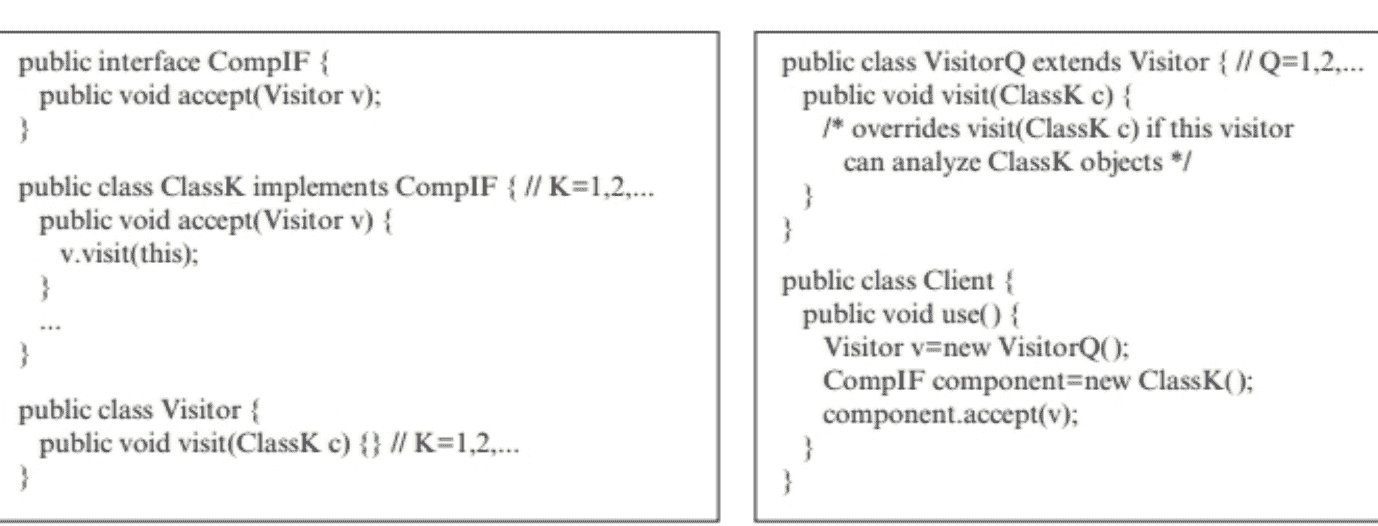 public interface CompIF {
public void accept(Visitor v);
}
public class ClassK implements CompIF { // K=1,2,...
public void accept(Visitor v) {
v.visit(this);
}
...
}
public class Visitor {
public void visit(ClassK c) {} // K=1,2,...
}
public class VisitorQ extends Visitor { // Q=1,2,...
public void visit(ClassK c) {
/* overrides visit(ClassK c) if this visitor
can analyze ClassK objects */
}
}
public class Client {
public void use() {
Visitor v=new VisitorQ();
CompIF component=new ClassK();
component.accept(v);
}
}